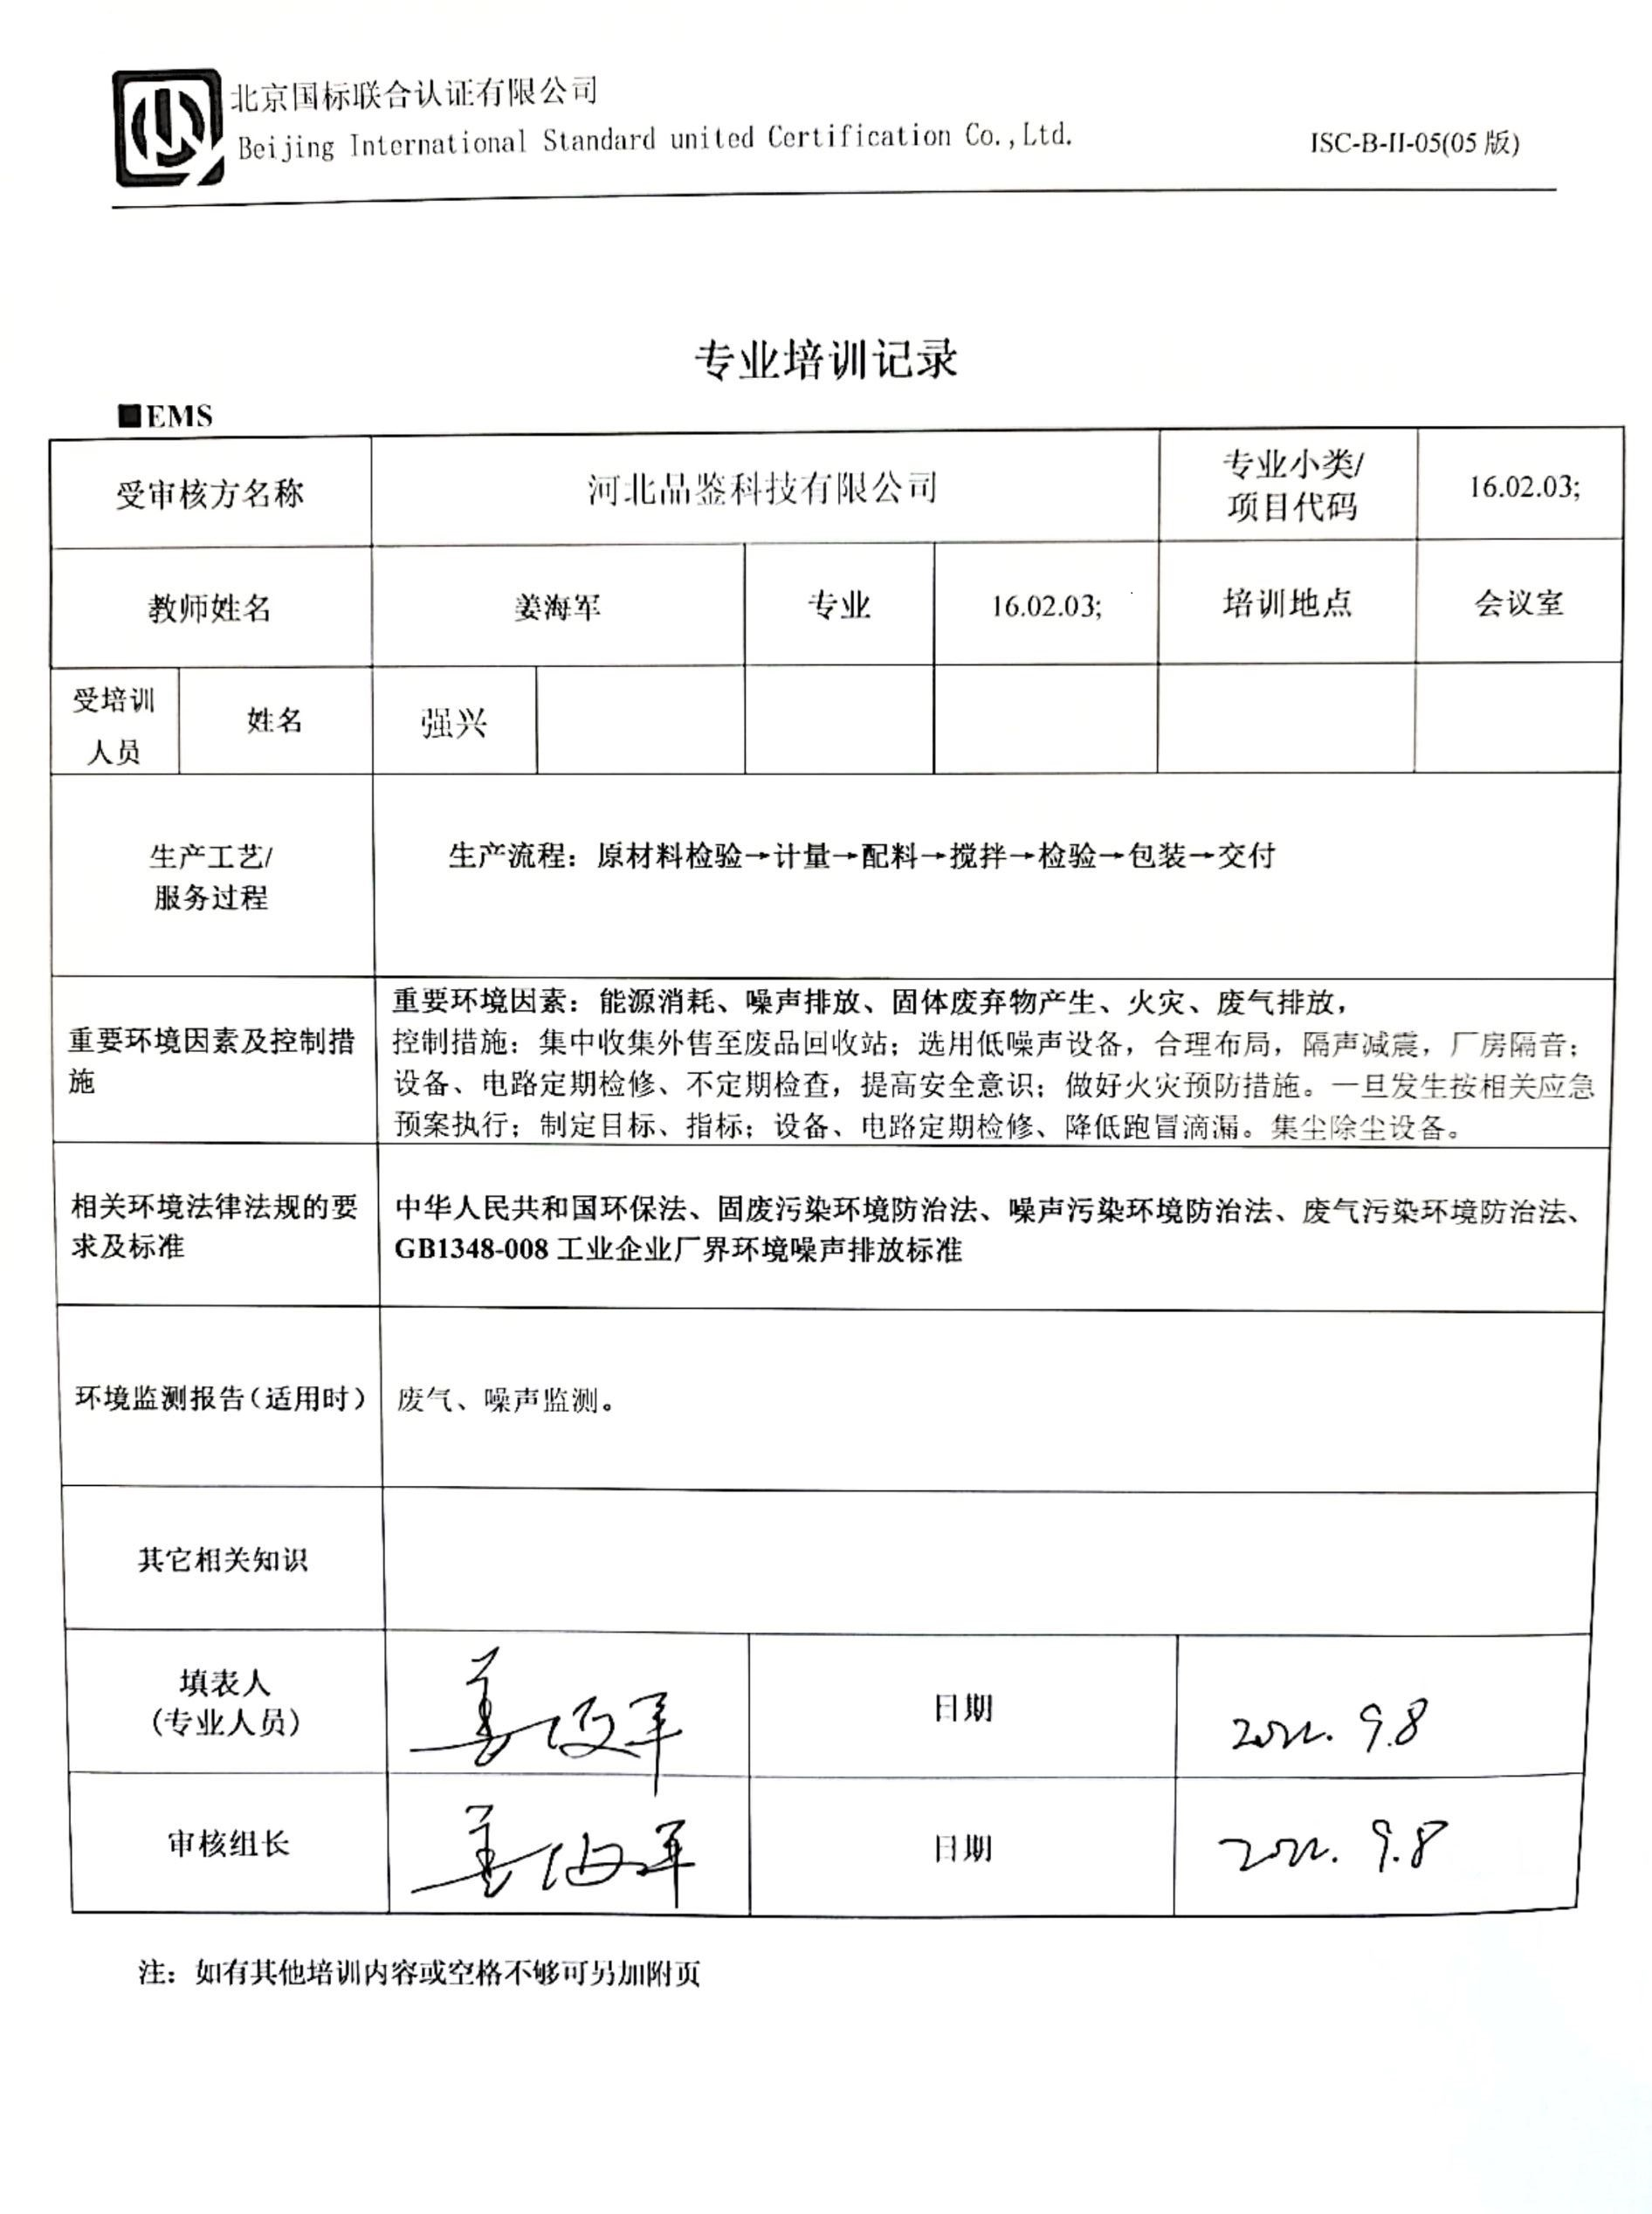 北京国标联合认证有限公司
Beijing International Standard united Certification Co.,Ltd.
ISC-B-II-05(05 版)
专业培训记录
■EMS
受审核方名称
河北品鉴科技有限公司
专业小类/
项目代码
16.02.03;
教师姓名
姜海军
专业
16.02.03;
培训地点
会议室
受培训
人员
姓名
强兴
生产工艺/
服务过程
生产流程：原材料检验→计量→配料→搅拌→检验→包装→交付
重要环境因素及控制措
施
重要环境因素：能源消耗、噪声排放、固体废弃物产生、火灾、废气排放，
控制措施：集中收集外售至废品回收站；选用低噪声设备，合理布局，隔声减震，厂房隔音；
设备、电路定期检修、不定期检查，提高安全意识；做好火灾预防措施。一旦发生按相关应急
预案执行；制定目标、指标；设备、电路定期检修、降低跑冒滴漏。集尘除尘设备。
相关环境法律法规的要
求及标准
中华人民共和国环保法、固废污染环境防治法、噪声污染环境防治法、废气污染环境防治法、
GB1348-008 工业企业厂界环境噪声排放标准
环境监测报告（适用时）
废气、噪声监测。
其它相关知识
填表人
（专业人员）
姜海军
日期
2022. 9.8
审核组长
姜海军
日期
2022. 9.8
注：如有其他培训内容或空格不够可另加附页